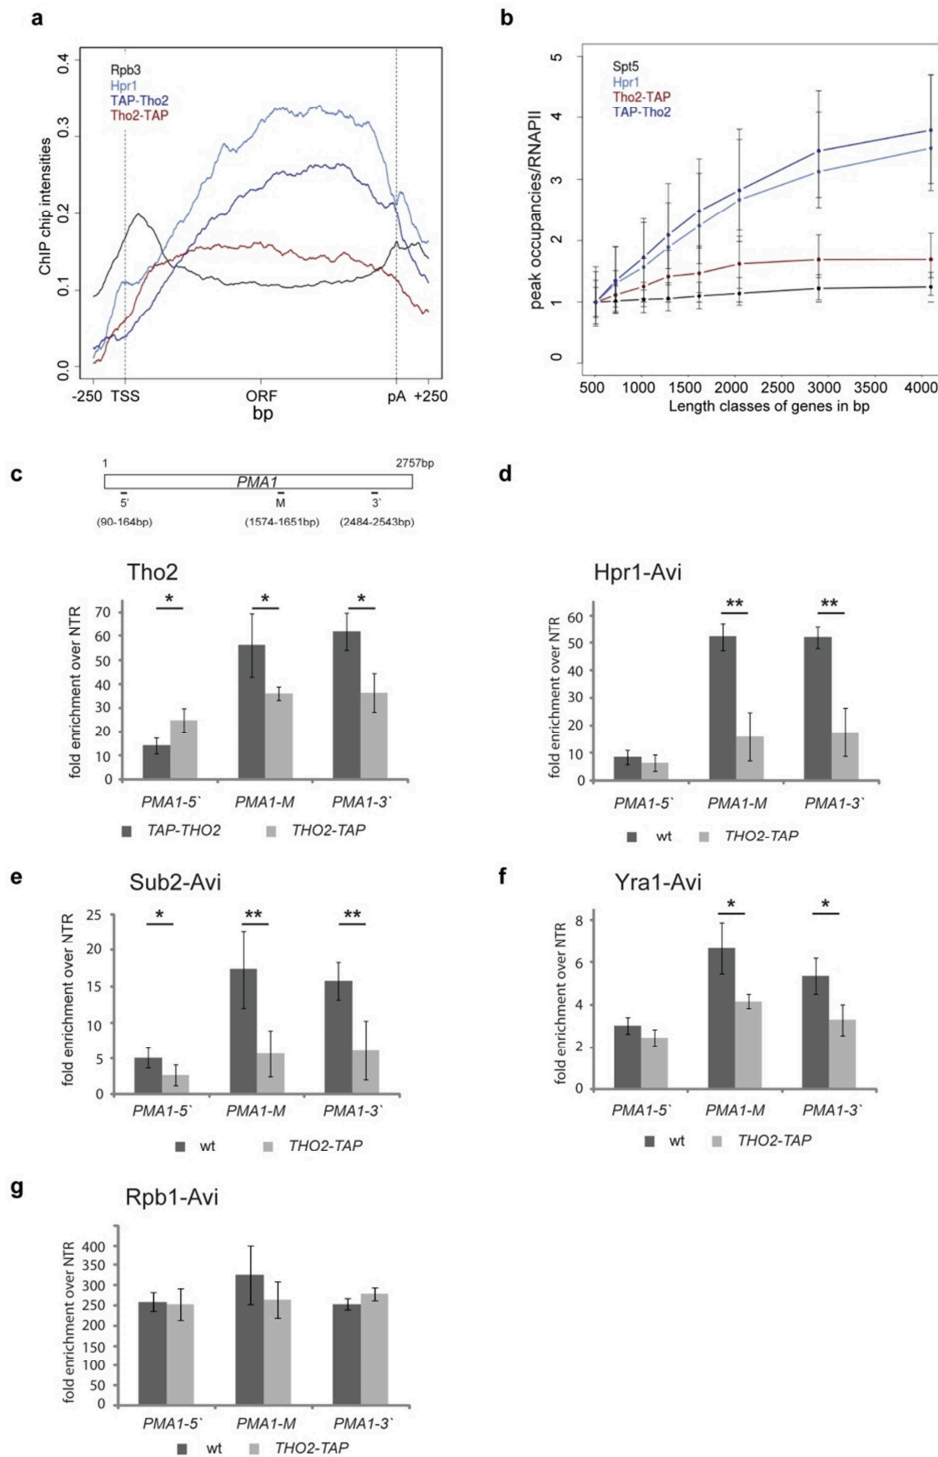 a
0.4
0.3
0.2
0.1
0.0
ChIP chip intensities
Rpb3
Hpr1
TAP-Tho2
Tho2-TAP
-250 TSS ORF pA +250
bp
b
5
4
3
2
1
0
peak occupancies/RNAPII
Spt5
Hpr1
Tho2-TAP
TAP-Tho2
500 1000 1500 2000 2500 3000 3500 4000
Length classes of genes in bp
c
1 2757bp
PMA1
5' M 3`
(90-164bp) (1574-1651bp) (2484-2543bp)
Tho2
fold enrichment over NTR
70
60
50
40
30
20
10
0
* * *
PMA1-5` PMA1-M PMA1-3`
TAP-THO2 THO2-TAP
d
Hpr1-Avi
fold enrichment over NTR
60
50
40
30
20
10
0
** **
PMA1-5` PMA1-M PMA1-3`
wt THO2-TAP
e
Sub2-Avi
fold enrichment over NTR
25
20
15
10
5
0
* ** **
PMA1-5` PMA1-M PMA1-3`
wt THO2-TAP
f
Yra1-Avi
fold enrichment over NTR
8
6
4
2
0
* *
PMA1-5` PMA1-M PMA1-3`
wt THO2-TAP
g
Rpb1-Avi
fold enrichment over NTR
400
350
300
250
200
150
100
50
0
PMA1-5` PMA1-M PMA1-3`
wt THO2-TAP